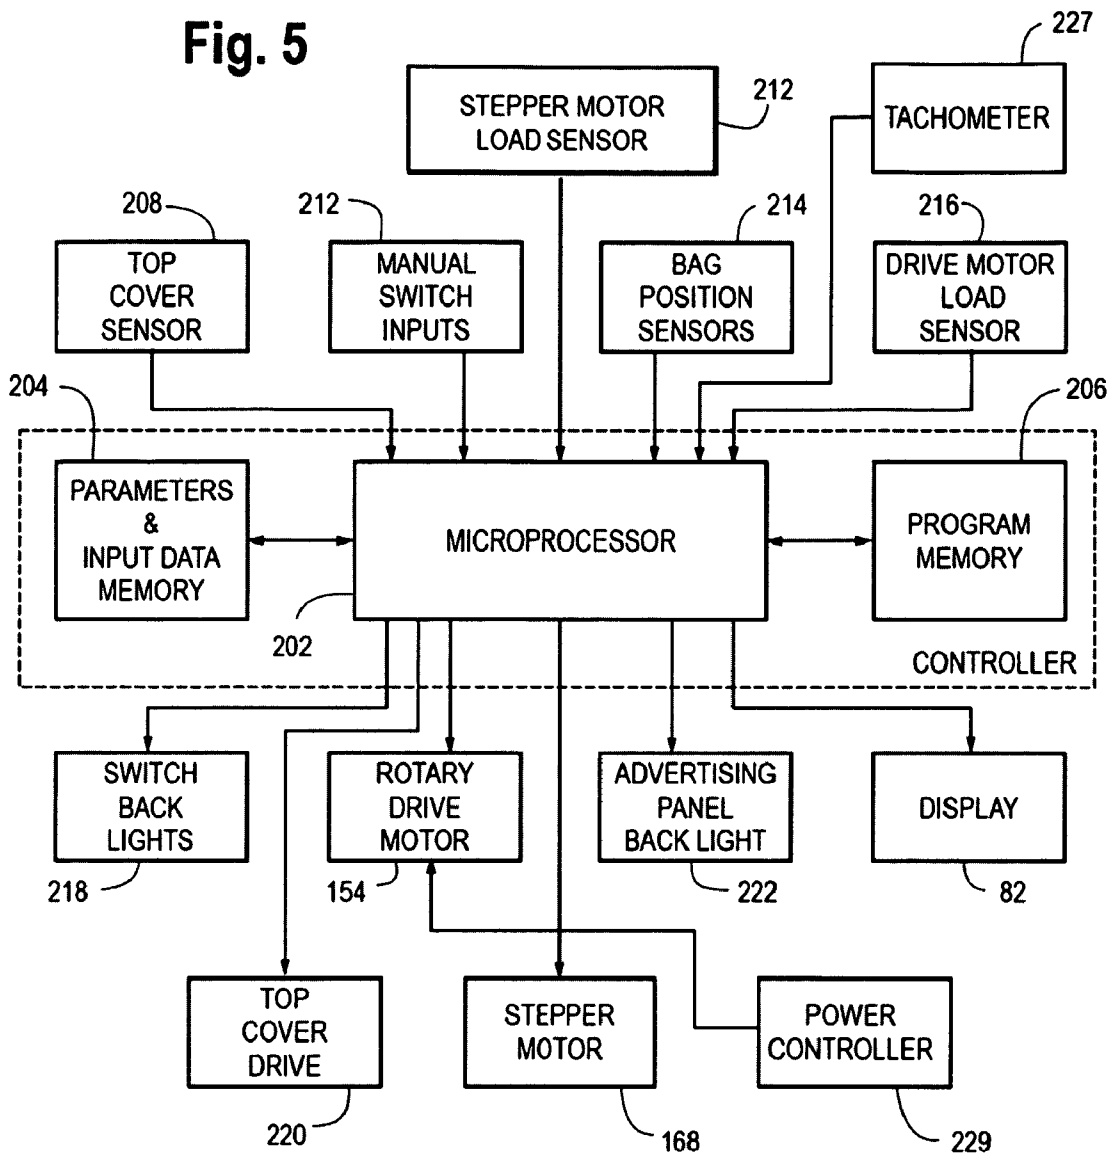 Fig. 5
227
STEPPER MOTOR
LOAD SENSOR
212
TACHOMETER
208
212
214
216
TOP
COVER
SENSOR
MANUAL
SWITCH
INPUTS
BAG
POSITION
SENSORS
DRIVE MOTOR
LOAD
SENSOR
204
206
PARAMETERS
&
INPUT DATA
MEMORY
MICROPROCESSOR
PROGRAM
MEMORY
202
CONTROLLER
SWITCH
BACK
LIGHTS
ROTARY
DRIVE
MOTOR
ADVERTISING
PANEL
BACK LIGHT
DISPLAY
218
154
222
82
TOP
COVER
DRIVE
STEPPER
MOTOR
POWER
CONTROLLER
220
168
229